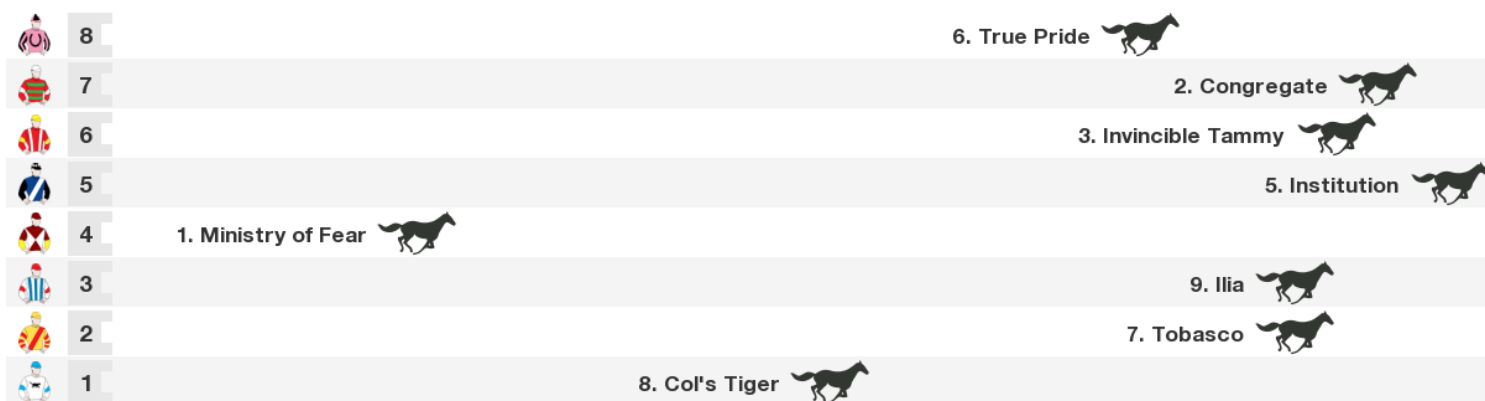 8 6. True Pride
7 2. Congregate
6 3. Invincible Tammy
5 5. Institution
4 1. Ministry of Fear
3 9. Ilia
2 7. Tobasco
1 8. Col's Tiger